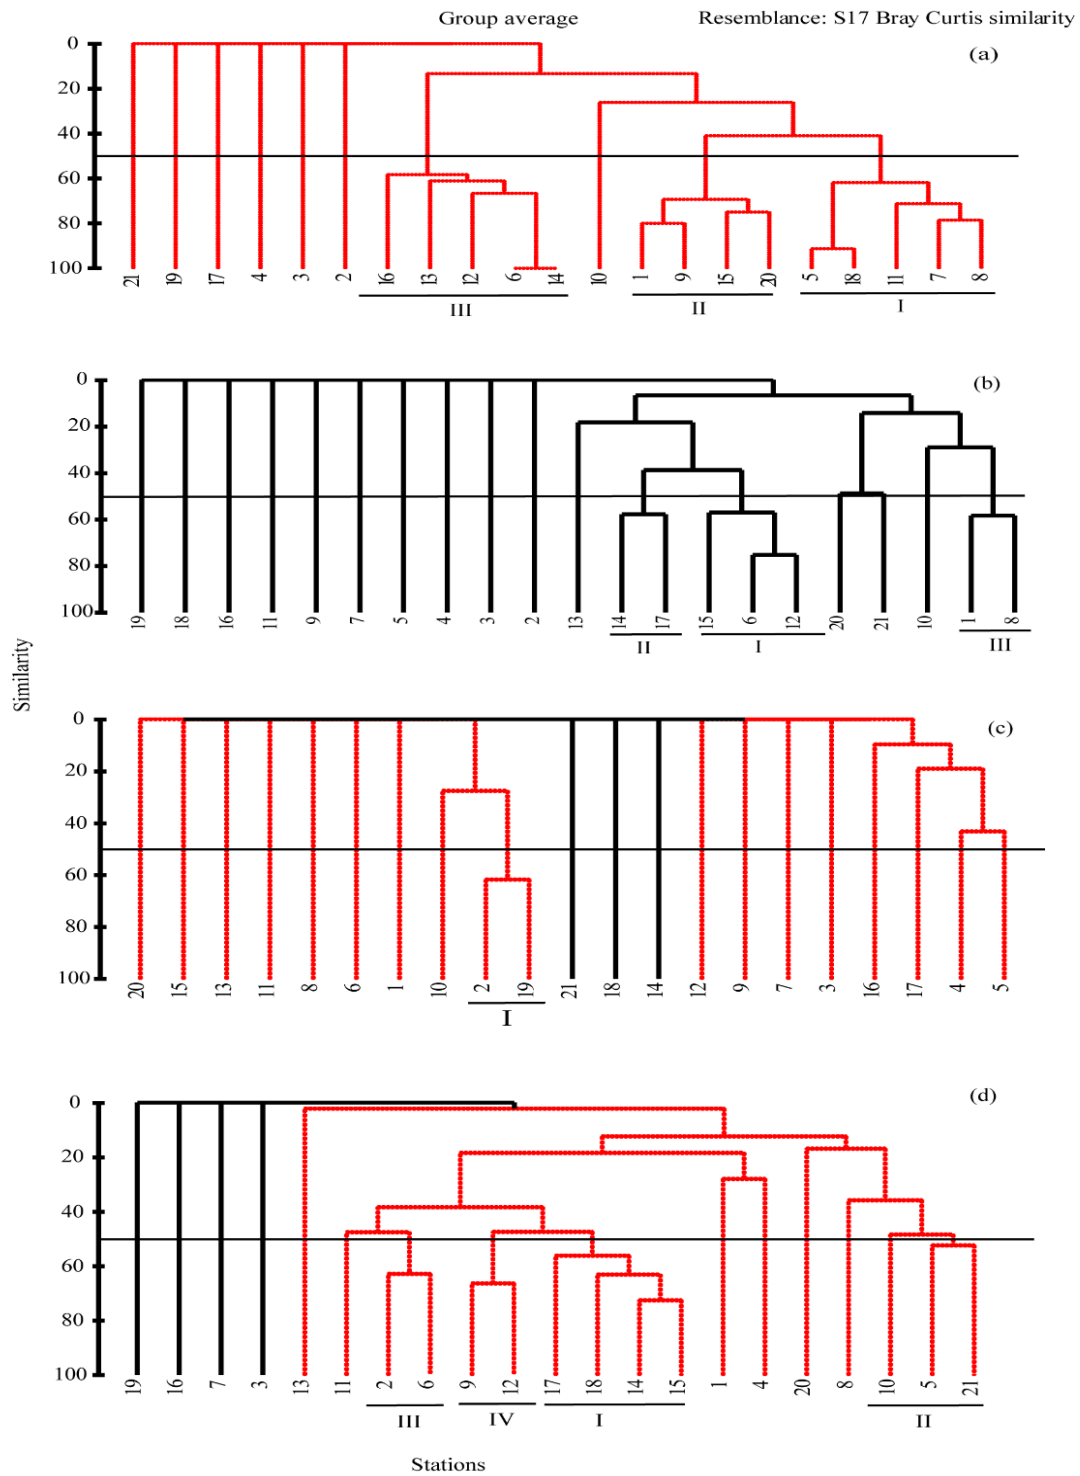 Group average Resemblance: S17 Bray Curtis similarity
(a)
0
20
40
60
80
100
21 19 17 4 3 2 16 13 12 6 14 10 1 9 15 20 5 18 11 7 8
III II I
(b)
0
20
40
60
80
100
19 18 16 11 9 7 5 4 3 2 13 14 17 15 6 12 20 21 10 1 8
II I III
Similarity
(c)
0
20
40
60
80
100
20 15 13 11 8 6 1 10 2 19 21 18 14 12 9 7 3 16 17 4 5
I
(d)
0
20
40
60
80
100
19 16 7 3 13 11 2 6 9 12 17 18 14 15 1 4 20 8 10 5 21
III IV I II
Stations